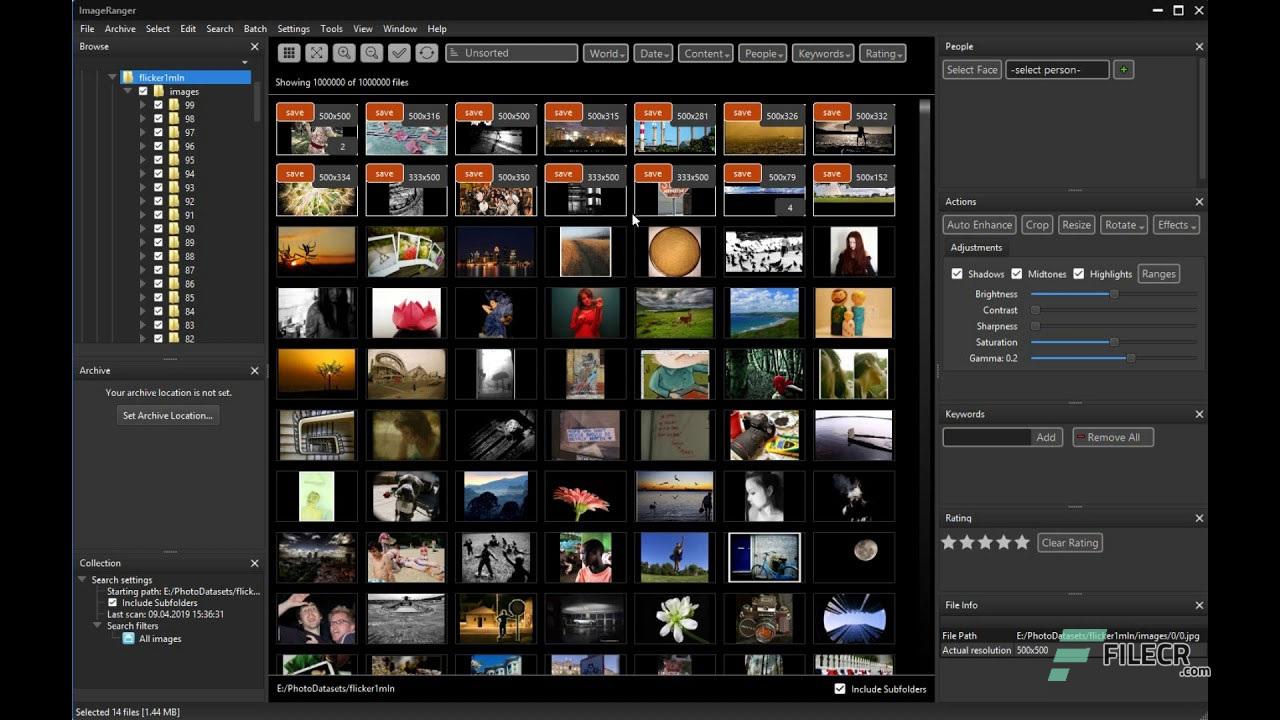 ImageRanger
File Archive Select Edit Search Batch Settings Tools View Window Help
Browse
flicker1mln
images
99
98
97
96
95
94
93
92
91
90
89
88
87
86
85
84
83
82
Archive
Your archive location is not set.
Set Archive Location...
Collection
Search settings
Starting path: E:/PhotoDatasets/flick...
Include Subfolders
Last scan: 09.04.2019 15:36:31
Search filters
All images
Selected 14 files [1.44 MB]
Unsorted World Date Content People Keywords Rating
Showing 1000000 of 1000000 files
save 500x500 save 500x316 save 500x500 save 500x315 save 500x281 save 500x326 save 500x332
2
save 500x334 save 333x500 save 500x350 save 333x500 save 333x500 save 500x79 save 500x152
4
E:/PhotoDatasets/flicker1mln
Include Subfolders
People
Select Face -select person- +
Actions
Auto Enhance Crop Resize Rotate Effects
Adjustments
Shadows Midtones Highlights Ranges
Brightness
Contrast
Sharpness
Saturation
Gamma: 0.2
Keywords
Add Remove All
Rating
Clear Rating
File Info
File Path E:/PhotoDatasets/flicker1mln/images/0/0.jpg
Actual resolution 500x500
FILECR
.com